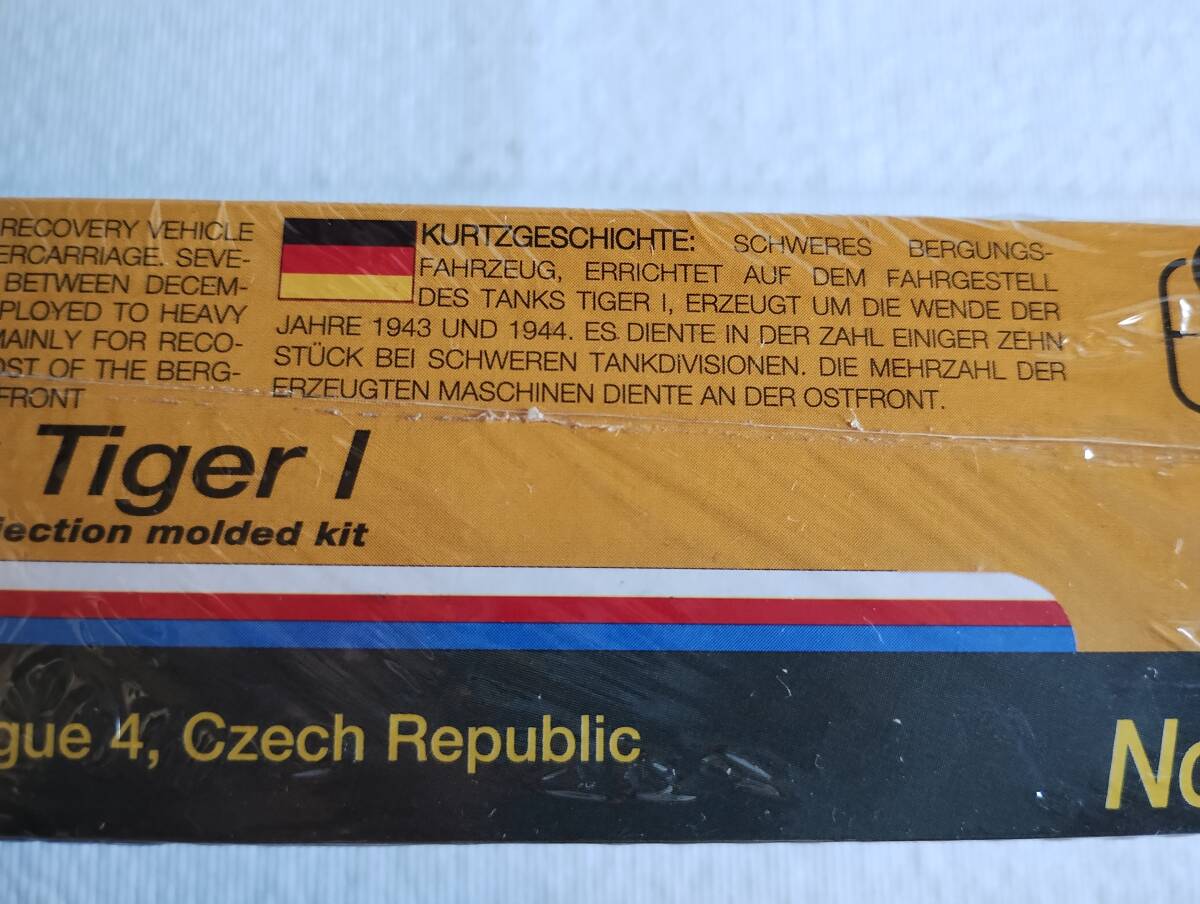 RECOVERY VEHICLE
ERCARRIAGE. SEVE-
BETWEEN DECEM-
PLOYED TO HEAVY
MAINLY FOR RECO-
OST OF THE BERG-
FRONT
KURTZGESCHICHTE: SCHWERES BERGUNGS-
FAHRZEUG, ERRICHTET AUF DEM FAHRGESTELL
DES TANKS TIGER I, ERZEUGT UM DIE WENDE DER
JAHRE 1943 UND 1944. ES DIENTE IN DER ZAHL EINIGER ZEHN
STÜCK BEI SCHWEREN TANKDiVISIONEN. DIE MEHRZAHL DER
ERZEUGTEN MASCHINEN DIENTE AN DER OSTFRONT.
Tiger I
jection molded kit
gue 4, Czech Republic
No